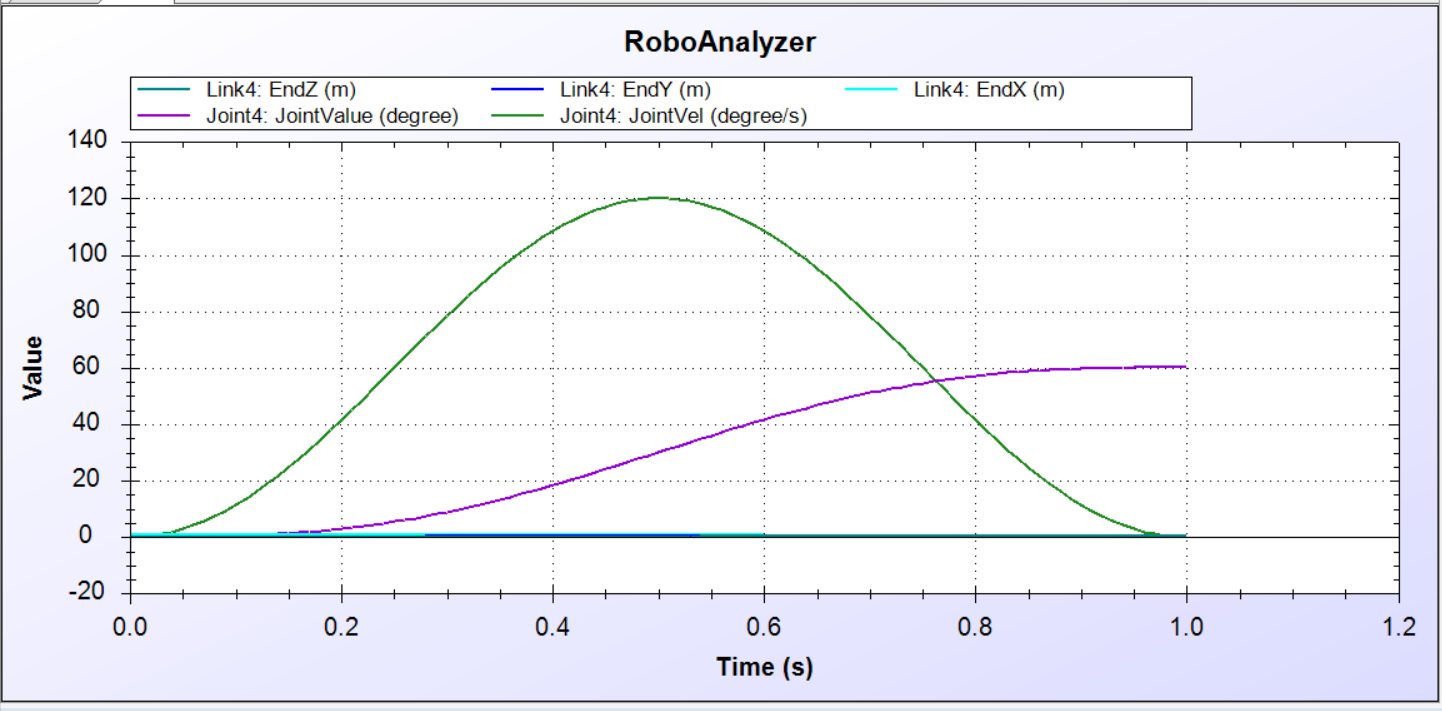 RoboAnalyzer
Link4: EndZ (m) Link4: EndY (m) Link4: EndX (m)
Joint4: JointValue (degree) Joint4: JointVel (degree/s)
140
120
100
80
60
40
20
0
-20
Value
0.0 0.2 0.4 0.6 0.8 1.0 1.2
Time (s)